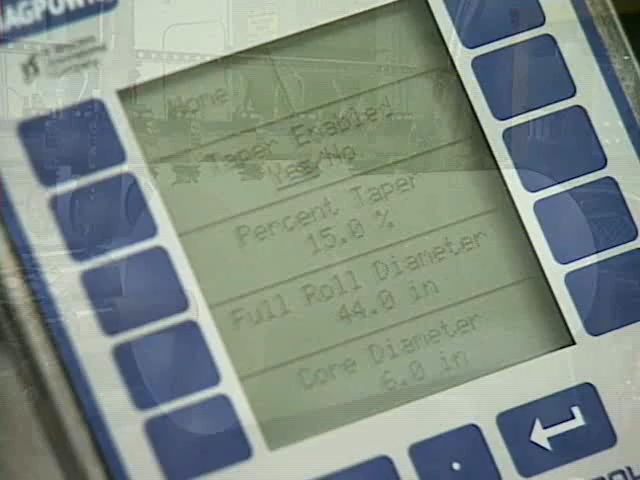 AGPOW
Home
Taper Enabled
Yes/No
Percent Taper
15.0 %
Full Roll Diameter
44.0 in
Core Diameter
6.0 in